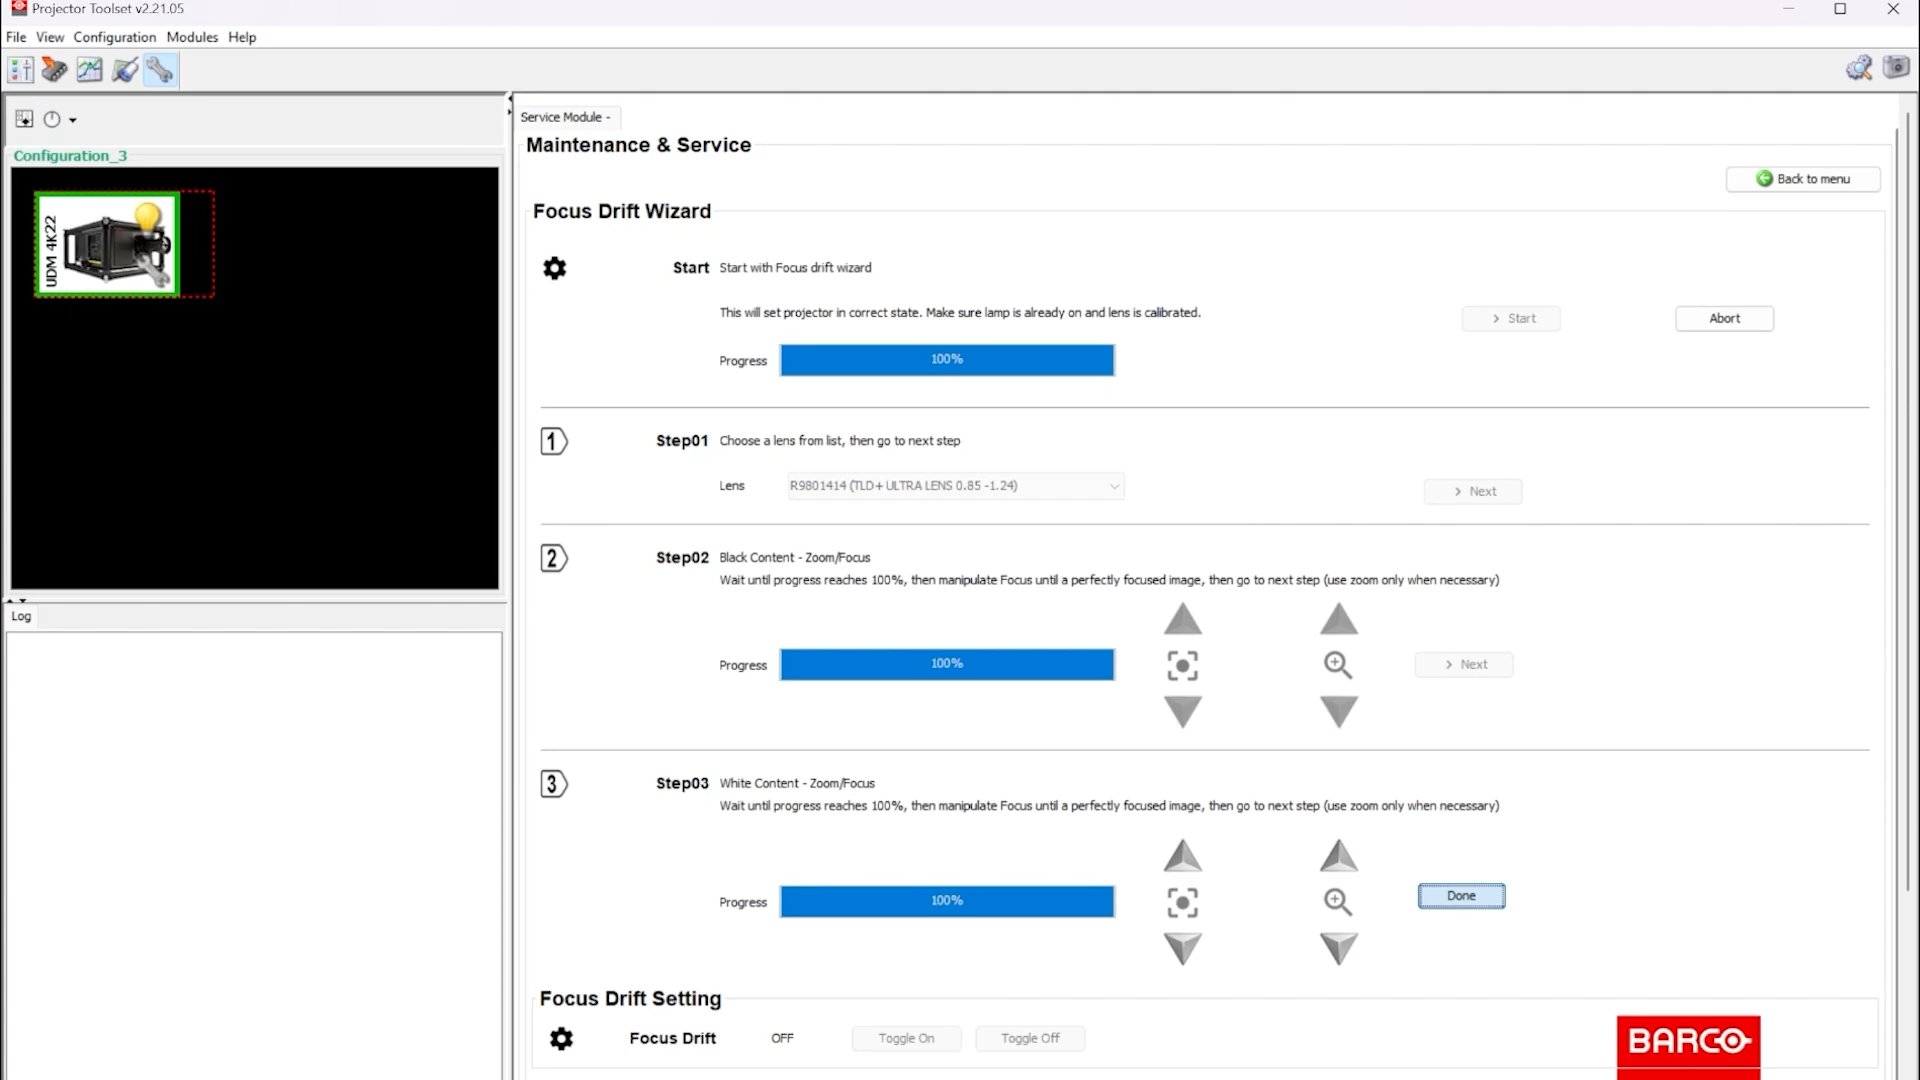 Projector Toolset v2.21.05
File View Configuration Modules Help
Configuration_3
UDM 4K22
Log
Service Module -
Maintenance & Service
Back to menu
Focus Drift Wizard
Start Start with Focus drift wizard
This will set projector in correct state. Make sure lamp is already on and lens is calibrated.
> Start
Abort
Progress 100%
1 Step01 Choose a lens from list, then go to next step
Lens R9801414 (TLD+ ULTRA LENS 0.85 -1.24)
> Next
2 Step02 Black Content - Zoom/Focus
Wait until progress reaches 100%, then manipulate Focus until a perfectly focused image, then go to next step (use zoom only when necessary)
Progress 100%
> Next
3 Step03 White Content - Zoom/Focus
Wait until progress reaches 100%, then manipulate Focus until a perfectly focused image, then go to next step (use zoom only when necessary)
Progress 100%
Done
Focus Drift Setting
Focus Drift OFF Toggle On Toggle Off
BARCO